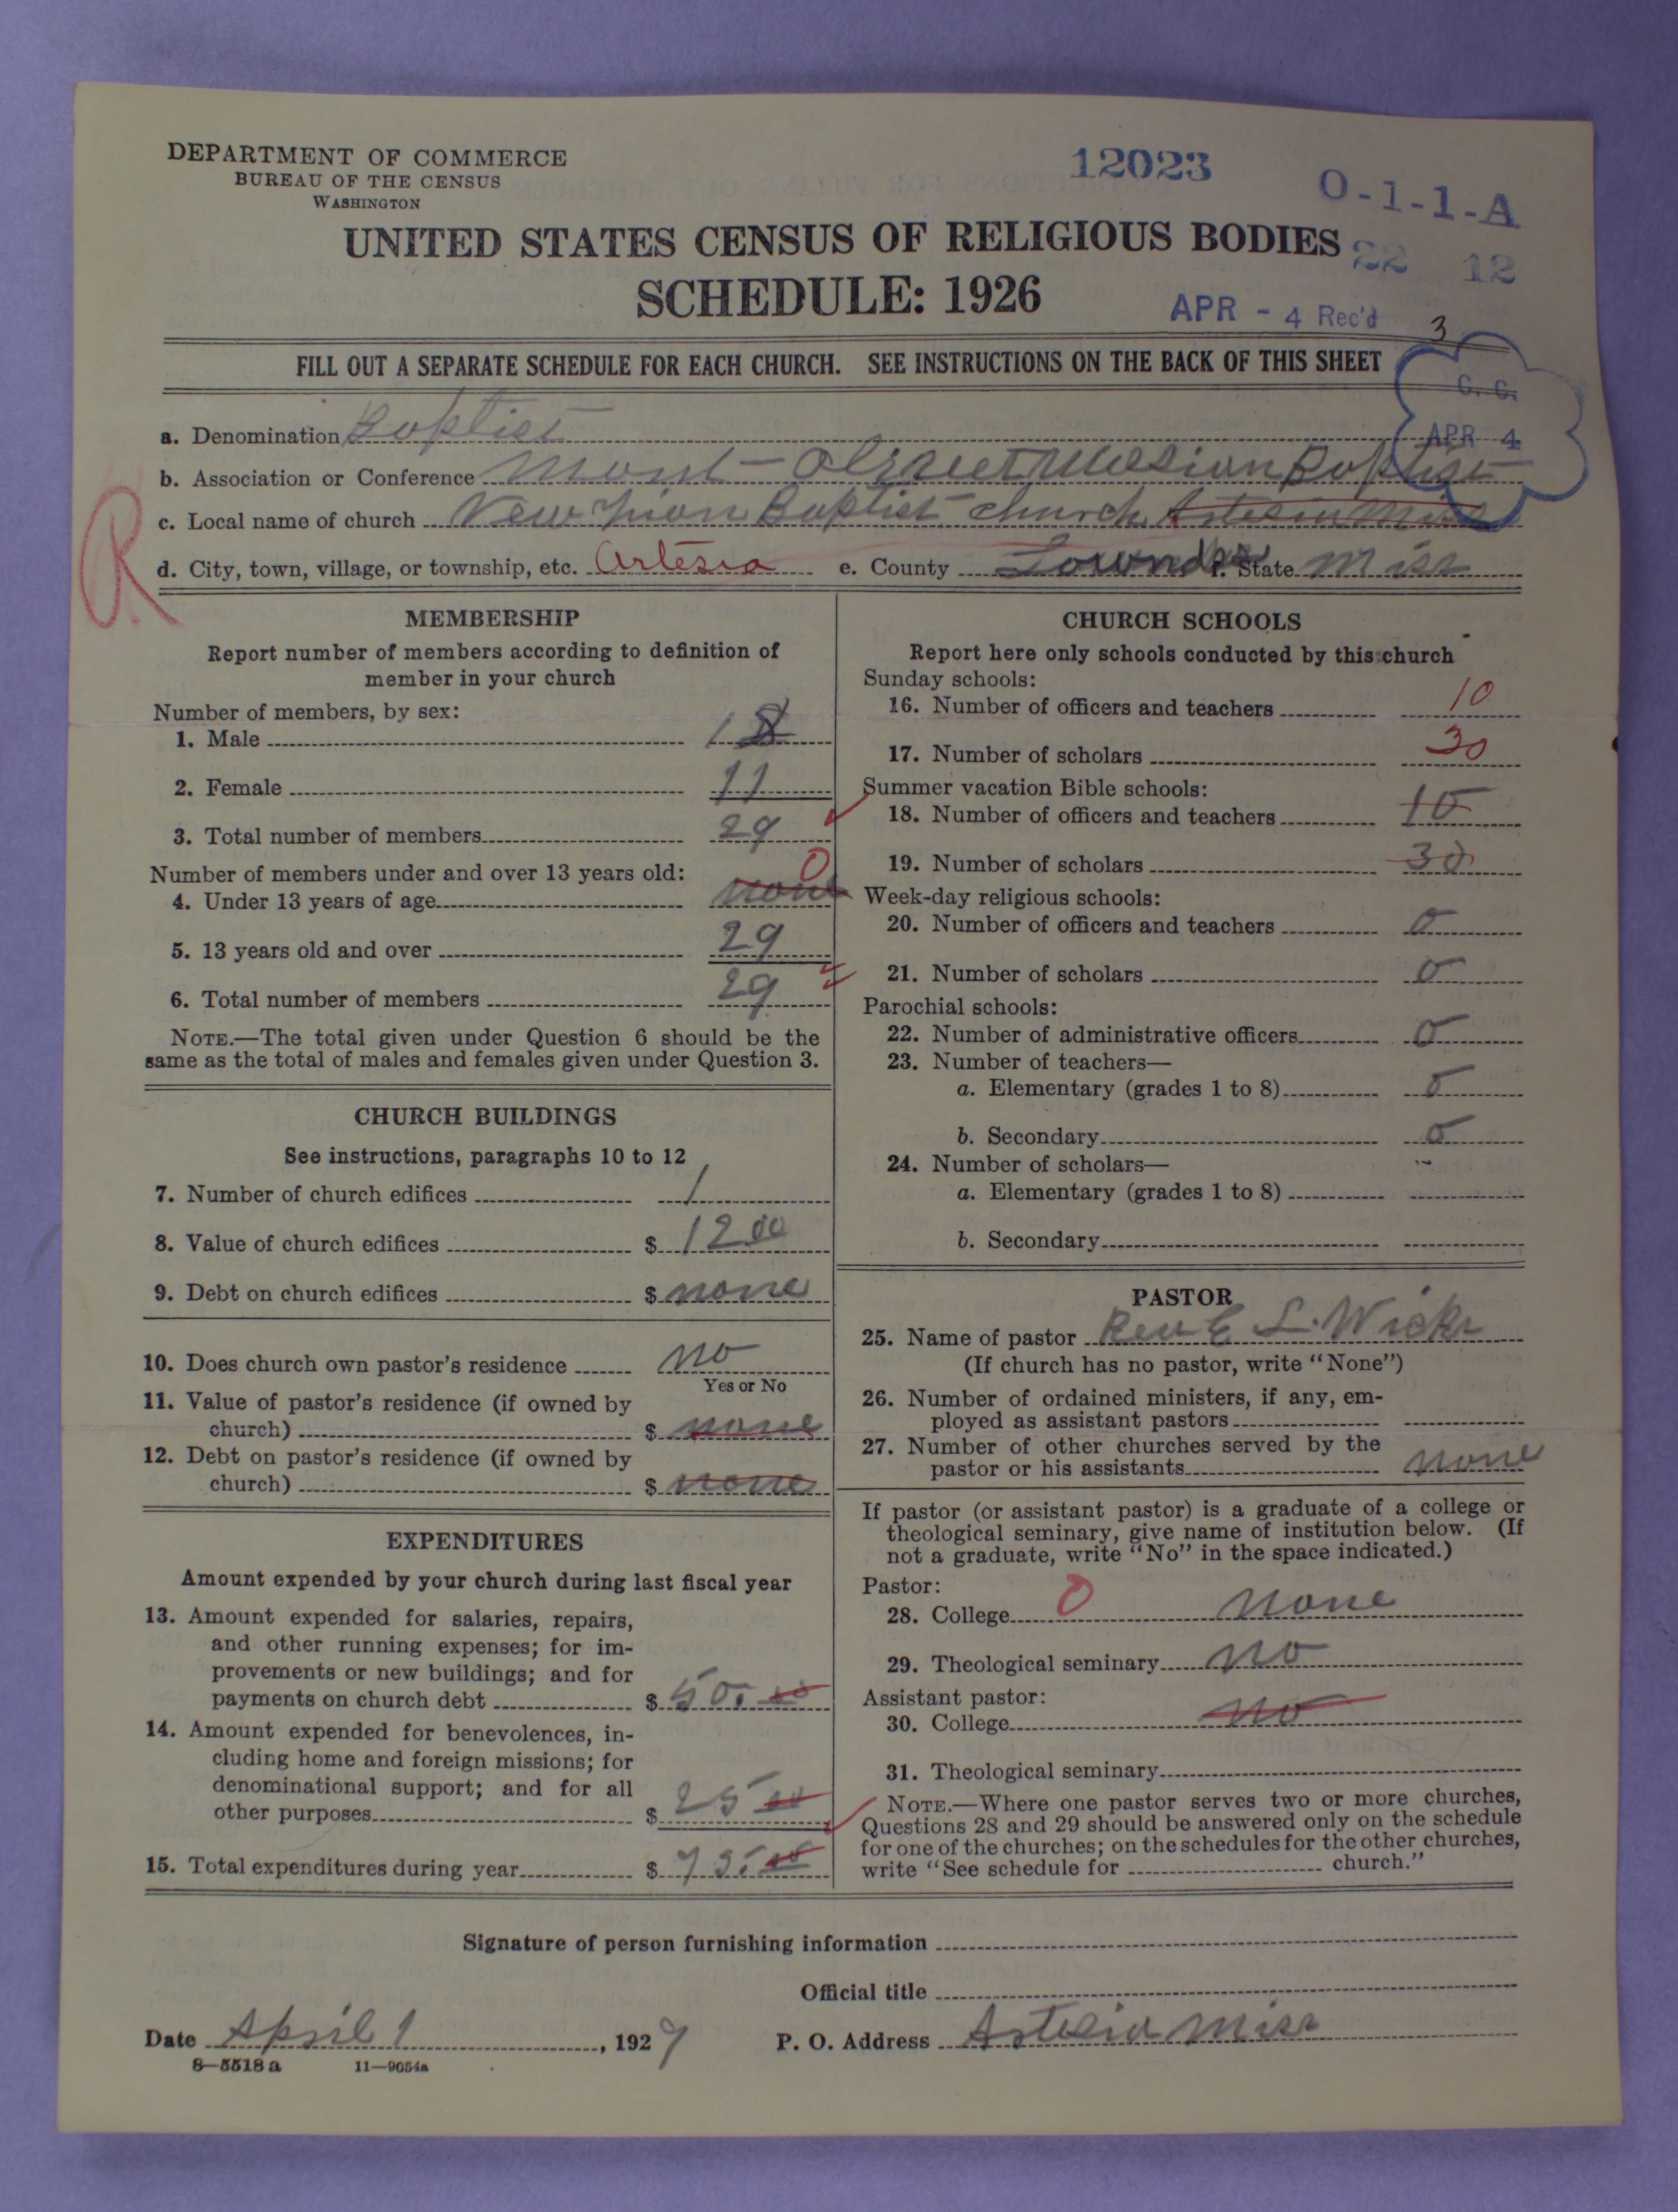 DEPARTMENT OF COMMERCE
BUREAU OF THE CENSUS
WASHINGTON
12023
O-1-1-A
UNITED STATES CENSUS OF RELIGIOUS BODIES
22 12
SCHEDULE: 1926
APR - 4 Rec'd
3
FILL OUT A SEPARATE SCHEDULE FOR EACH CHURCH. SEE INSTRUCTIONS ON THE BACK OF THIS SHEET
C. C.
APR 4
a. Denomination Baptist
b. Association or Conference Mont- Baptist
c. Local name of church New Zion Baptist church Artesia Miss
R
d. City, town, village, or township, etc. Artesia e. County Lowndes f. State Miss
MEMBERSHIP
Report number of members according to definition of
member in your church
Number of members, by sex:
1. Male 18
2. Female 11
3. Total number of members 29
Number of members under and over 13 years old: 0
4. Under 13 years of age none
5. 13 years old and over 29
6. Total number of members 29
NOTE.—The total given under Question 6 should be the
same as the total of males and females given under Question 3.
CHURCH BUILDINGS
See instructions, paragraphs 10 to 12
7. Number of church edifices 1
8. Value of church edifices $ 1200
9. Debt on church edifices $ none
10. Does church own pastor's residence no
Yes or No
11. Value of pastor's residence (if owned by
church) $ none
12. Debt on pastor's residence (if owned by
church) $ none
EXPENDITURES
Amount expended by your church during last fiscal year
13. Amount expended for salaries, repairs,
and other running expenses; for im-
provements or new buildings; and for
payments on church debt $ 50.00
14. Amount expended for benevolences, in-
cluding home and foreign missions; for
denominational support; and for all
other purposes $ 25 00
15. Total expenditures during year $ 75.00
CHURCH SCHOOLS
Report here only schools conducted by this church
Sunday schools:
16. Number of officers and teachers 10
17. Number of scholars 30
Summer vacation Bible schools:
18. Number of officers and teachers 10
19. Number of scholars 30
Week-day religious schools:
20. Number of officers and teachers 0
21. Number of scholars 0
Parochial schools:
22. Number of administrative officers 0
23. Number of teachers—
a. Elementary (grades 1 to 8) 0
b. Secondary 0
24. Number of scholars—
a. Elementary (grades 1 to 8)
b. Secondary
PASTOR
25. Name of pastor Rev E L. Wicks
(If church has no pastor, write "None")
26. Number of ordained ministers, if any, em-
ployed as assistant pastors
27. Number of other churches served by the
pastor or his assistants none
If pastor (or assistant pastor) is a graduate of a college or
theological seminary, give name of institution below. (If
not a graduate, write "No" in the space indicated.)
Pastor:
28. College 0 none
29. Theological seminary no
Assistant pastor:
30. College no
31. Theological seminary
NOTE.—Where one pastor serves two or more churches,
Questions 28 and 29 should be answered only on the schedule
for one of the churches; on the schedules for the other churches,
write "See schedule for church."
Signature of person furnishing information
Official title
Date April 1, 1927 P. O. Address Artesia Miss
8-5518 a 11-9054a